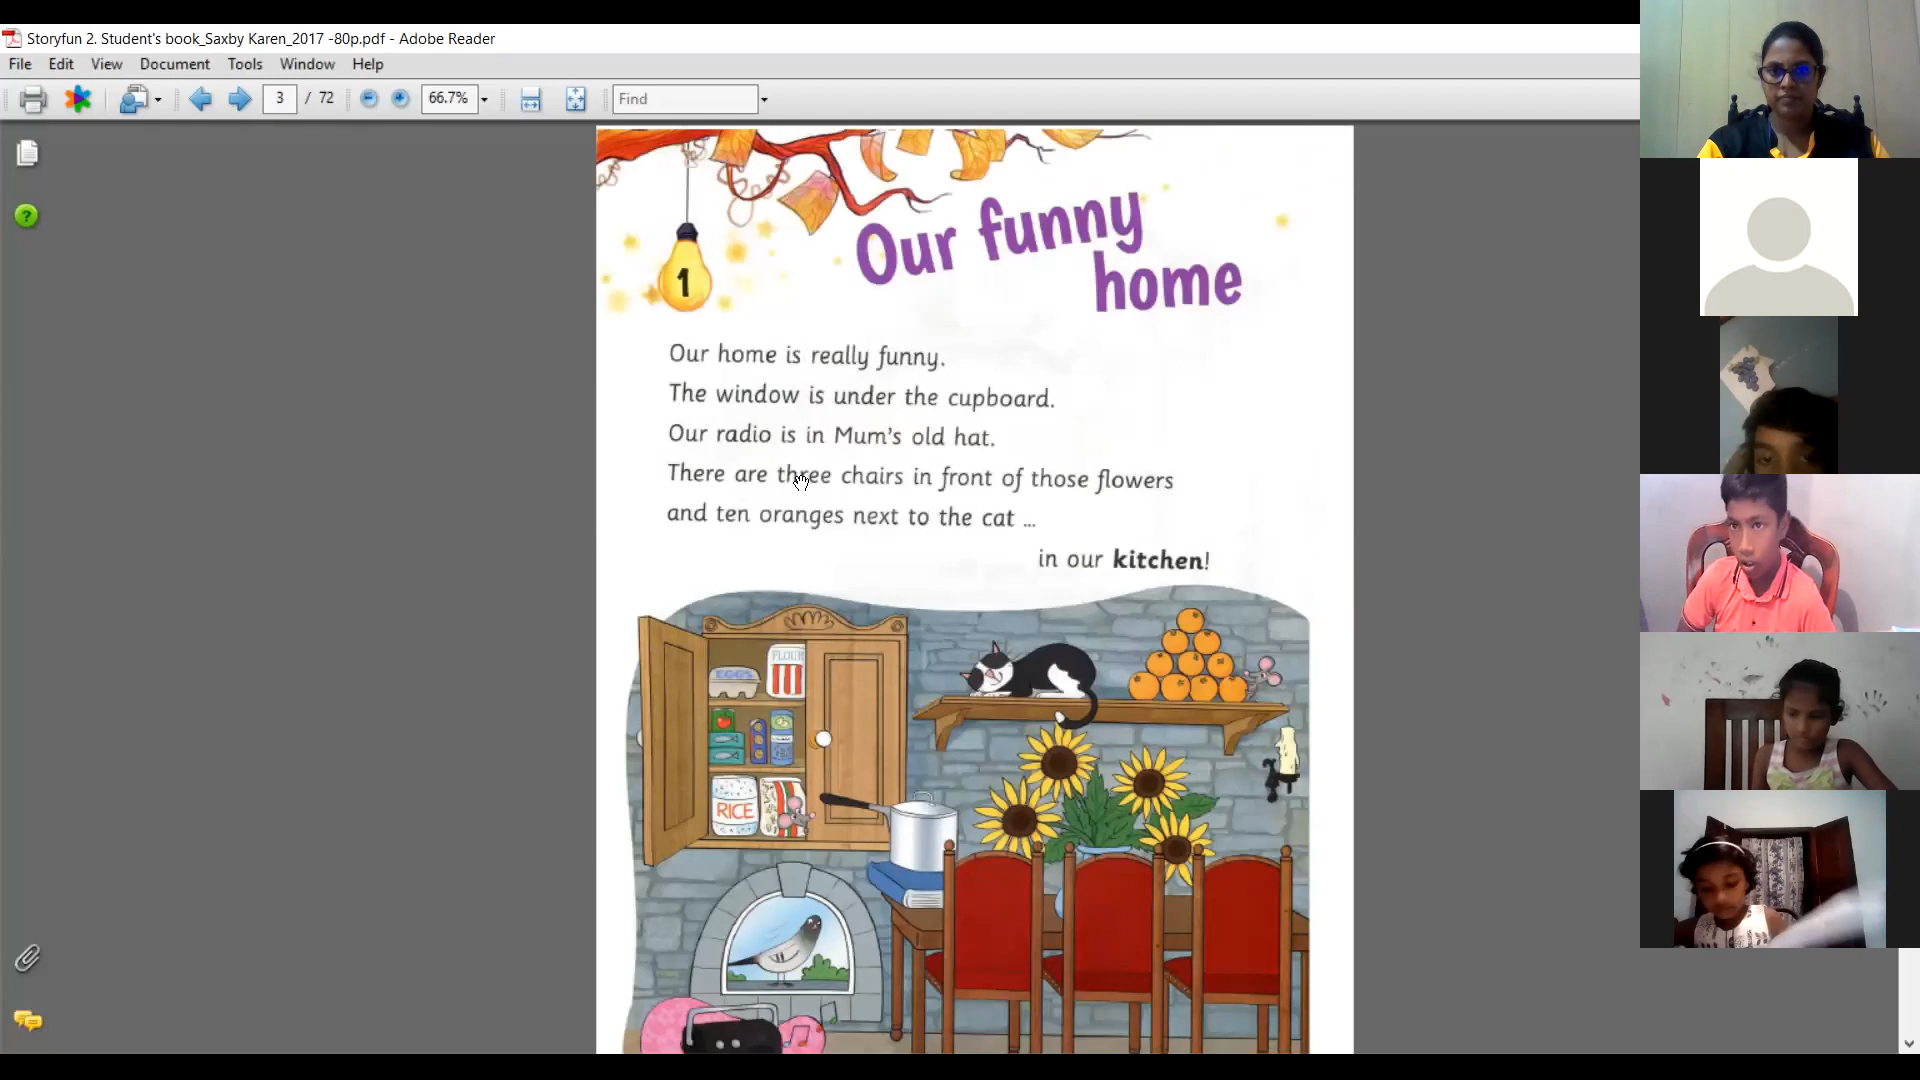 Storyfun 2. Student's book_Saxby Karen_2017 -80p.pdf - Adobe Reader
File Edit View Document Tools Window Help
3 / 72 66.7% Find
?
1
Our funny
home
Our home is really funny.
The window is under the cupboard.
Our radio is in Mum's old hat.
There are three chairs in front of those flowers
and ten oranges next to the cat ...
in our kitchen!
FLOUR
EGGS
RICE